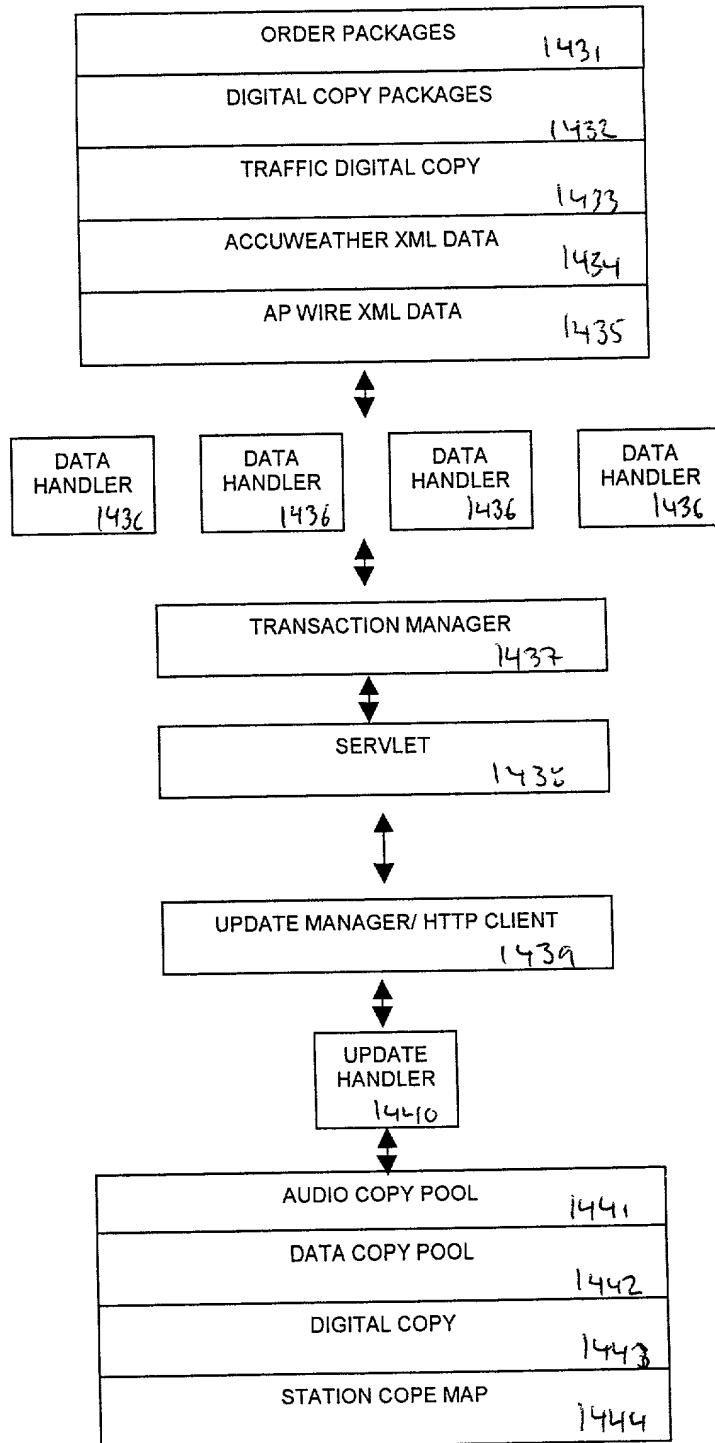 ORDER PACKAGES
1431
DIGITAL COPY PACKAGES
1432
TRAFFIC DIGITAL COPY
1433
ACCUWEATHER XML DATA
1434
AP WIRE XML DATA
1435
DATA
HANDLER
1436
DATA
HANDLER
1436
DATA
HANDLER
1436
DATA
HANDLER
1436
TRANSACTION MANAGER
1437
SERVLET
1438
UPDATE MANAGER/ HTTP CLIENT
1439
UPDATE
HANDLER
1440
AUDIO COPY POOL
1441
DATA COPY POOL
1442
DIGITAL COPY
1443
STATION COPE MAP
1444